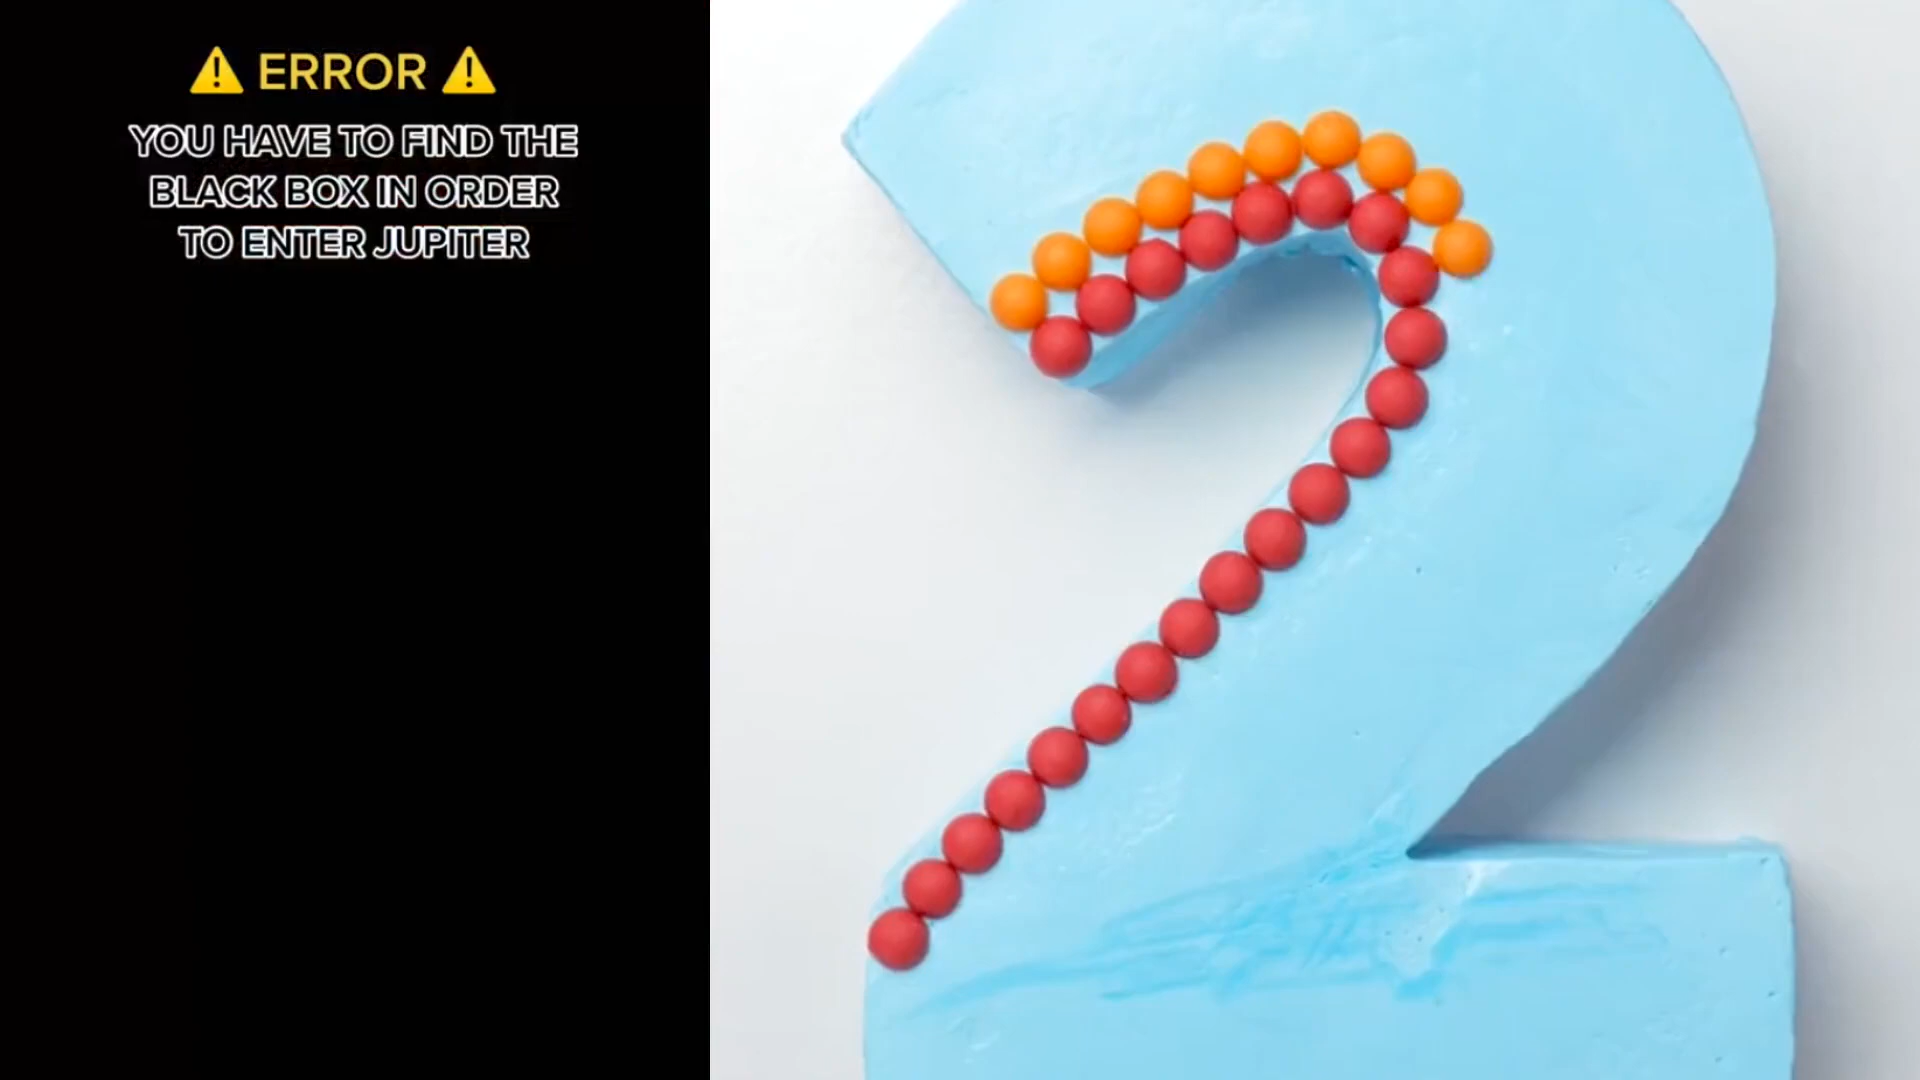 ⚠️ ERROR ⚠️
YOU HAVE TO FIND THE
BLACK BOX IN ORDER
TO ENTER JUPITER